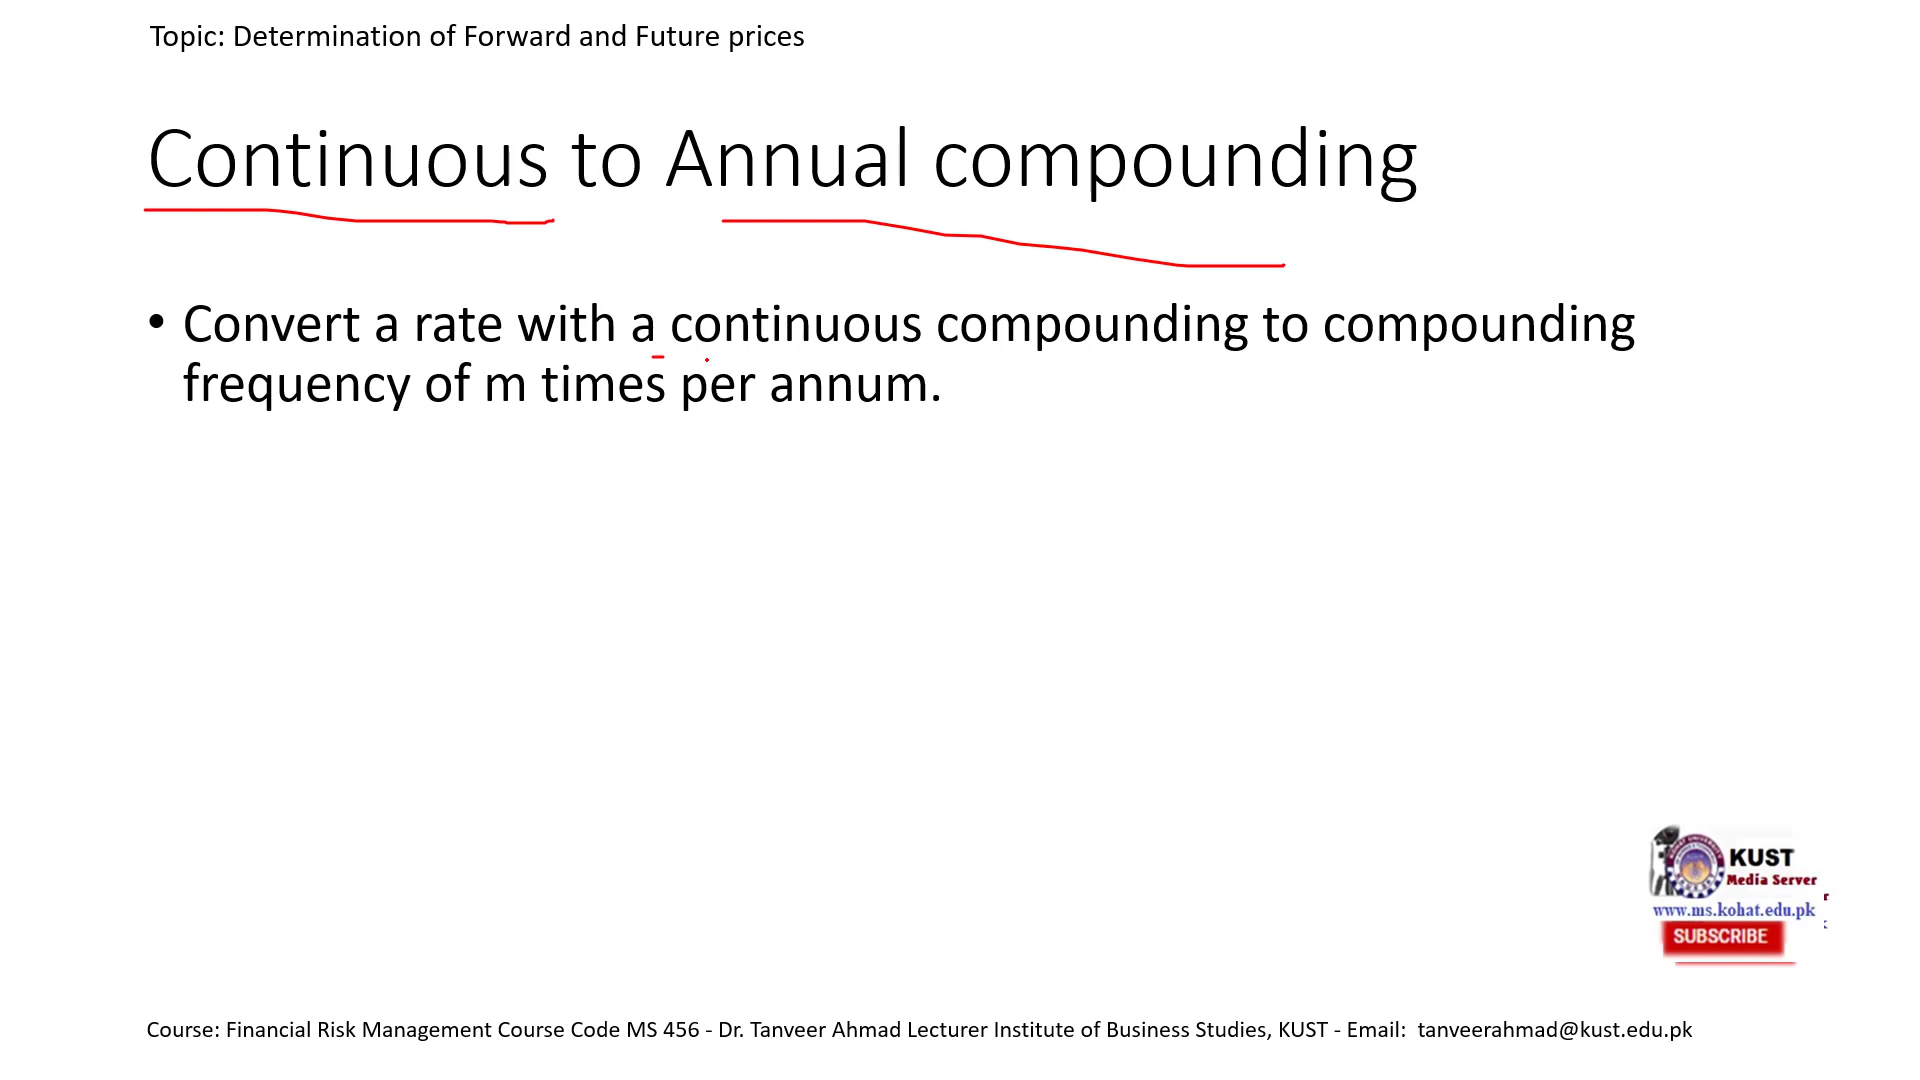 Topic: Determination of Forward and Future prices
Continuous to Annual compounding
• Convert a rate with a continuous compounding to compounding
frequency of m times per annum.
KUST
Media Server
www.ms.kohat.edu.pk
SUBSCRIBE
Course: Financial Risk Management Course Code MS 456 - Dr. Tanveer Ahmad Lecturer Institute of Business Studies, KUST - Email:  tanveerahmad@kust.edu.pk